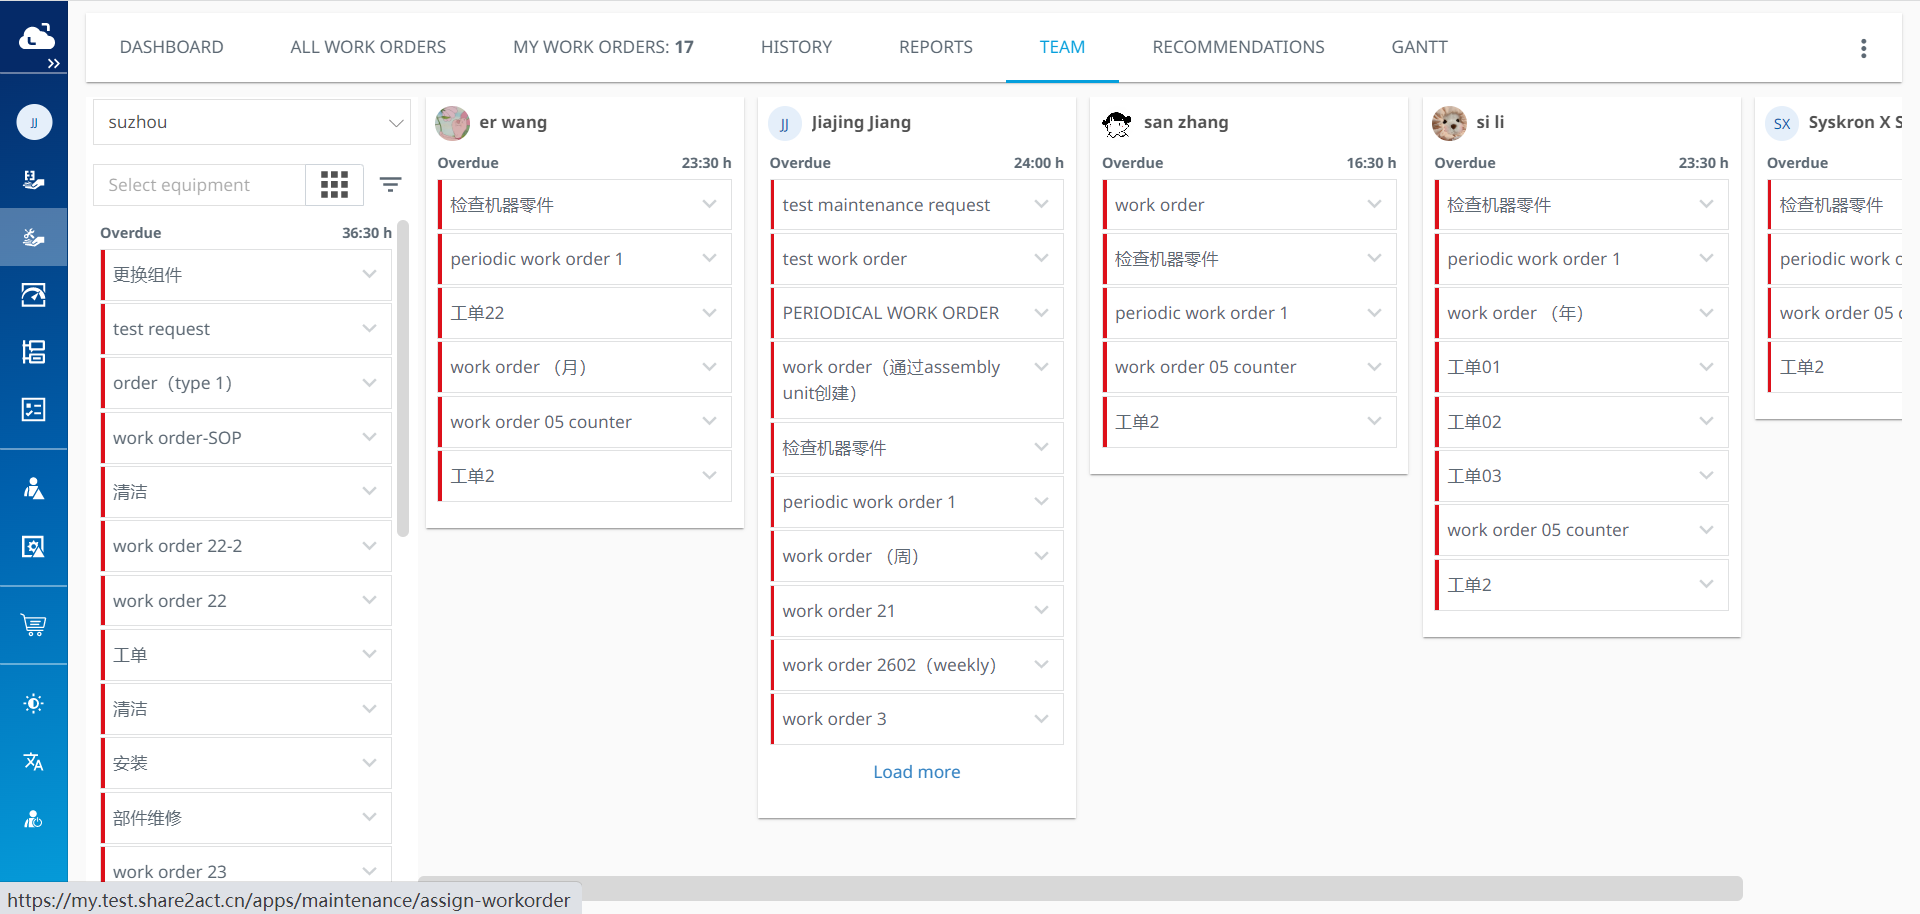 DASHBOARD
ALL WORK ORDERS
MY WORK ORDERS: 17
HISTORY
REPORTS
TEAM
RECOMMENDATIONS
GANTT
JJ
suzhou
Select equipment
Overdue 36:30 h
更换组件
test request
order（type 1）
work order-SOP
清洁
work order 22-2
work order 22
工单
清洁
安装
部件维修
work order 23
er wang
Overdue 23:30 h
检查机器零件
periodic work order 1
工单22
work order （月）
work order 05 counter
工单2
JJ Jiajing Jiang
Overdue 24:00 h
test maintenance request
test work order
PERIODICAL WORK ORDER
work order（通过assembly
unit创建）
检查机器零件
periodic work order 1
work order （周）
work order 21
work order 2602（weekly）
work order 3
Load more
san zhang
Overdue 16:30 h
work order
检查机器零件
periodic work order 1
work order 05 counter
工单2
si li
Overdue 23:30 h
检查机器零件
periodic work order 1
work order （年）
工单01
工单02
工单03
work order 05 counter
工单2
SX Syskron X S
Overdue
检查机器零件
periodic work o
work order 05 c
工单2
https://my.test.share2act.cn/apps/maintenance/assign-workorder